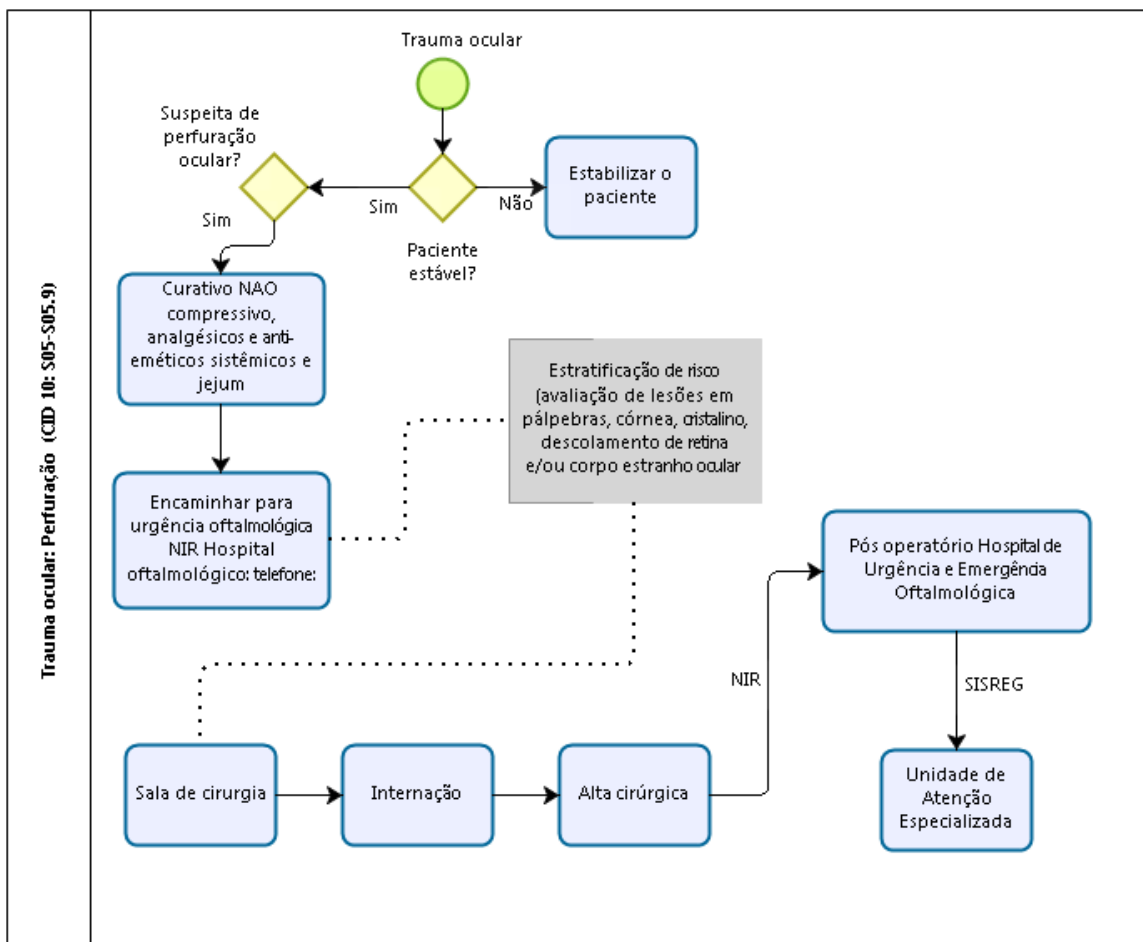 Trauma ocular: Perfuração (CID 10: S05-S05.9)
Trauma ocular
Suspeita de
perfuração
ocular?
Sim
Sim
Não
Paciente
estável?
Estabilizar o
paciente
Curativo NAO
compressivo,
analgésicos e anti-
eméticos sistêmicos e
jejum
Estratificação de risco
(avaliação de lesões em
pálpebras, córnea, cristalino,
descolamento de retina
e/ou corpo estranho ocular
Encaminhar para
urgência oftalmológica
NIR Hospital
oftalmológico: telefone:
Pós operatório Hospital de
Urgência e Emergência
Oftalmológica
NIR
SISREG
Sala de cirurgia
Internação
Alta cirúrgica
Unidade de
Atenção
Especializada